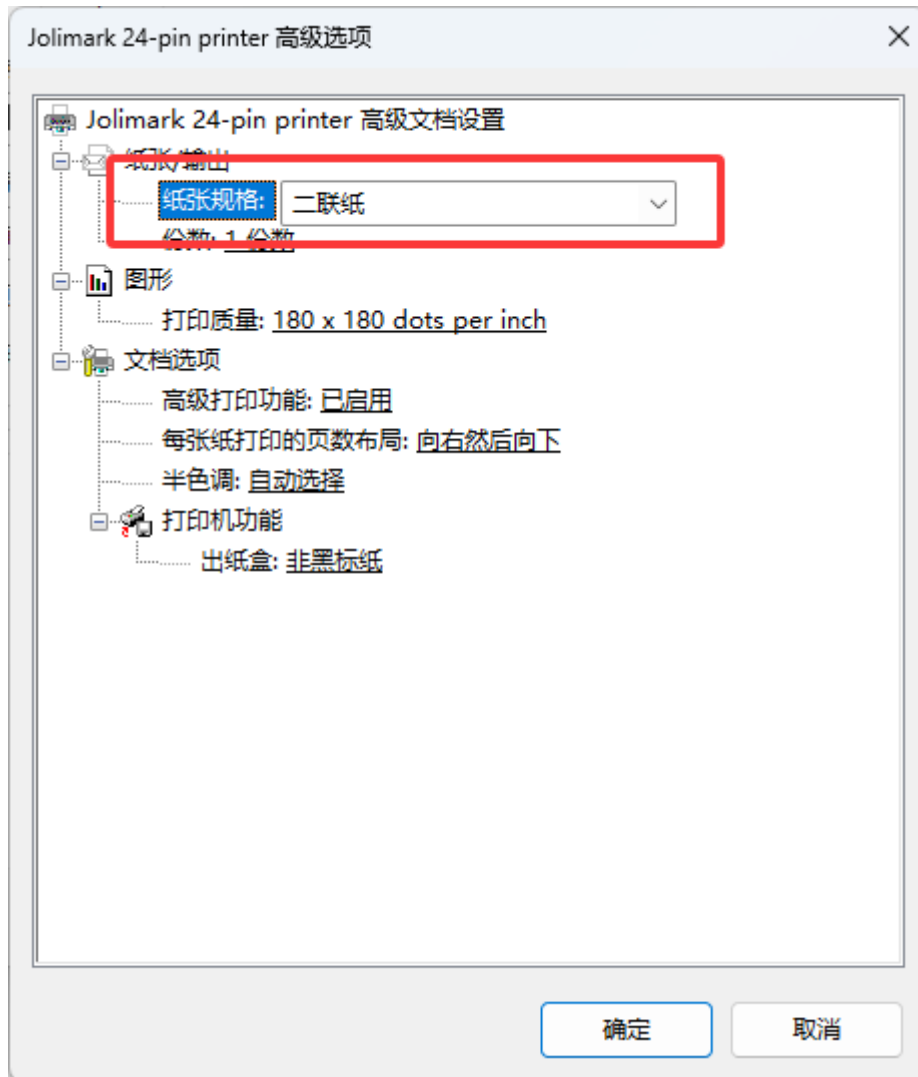 Jolimark 24-pin printer 高级选项
Jolimark 24-pin printer 高级文档设置
纸张/输出
纸张规格: 二联纸
份数: 1 份数
图形
打印质量: 180 x 180 dots per inch
文档选项
高级打印功能: 已启用
每张纸打印的页数布局: 向右然后向下
半色调: 自动选择
打印机功能
出纸盒: 非黑标纸
确定 取消